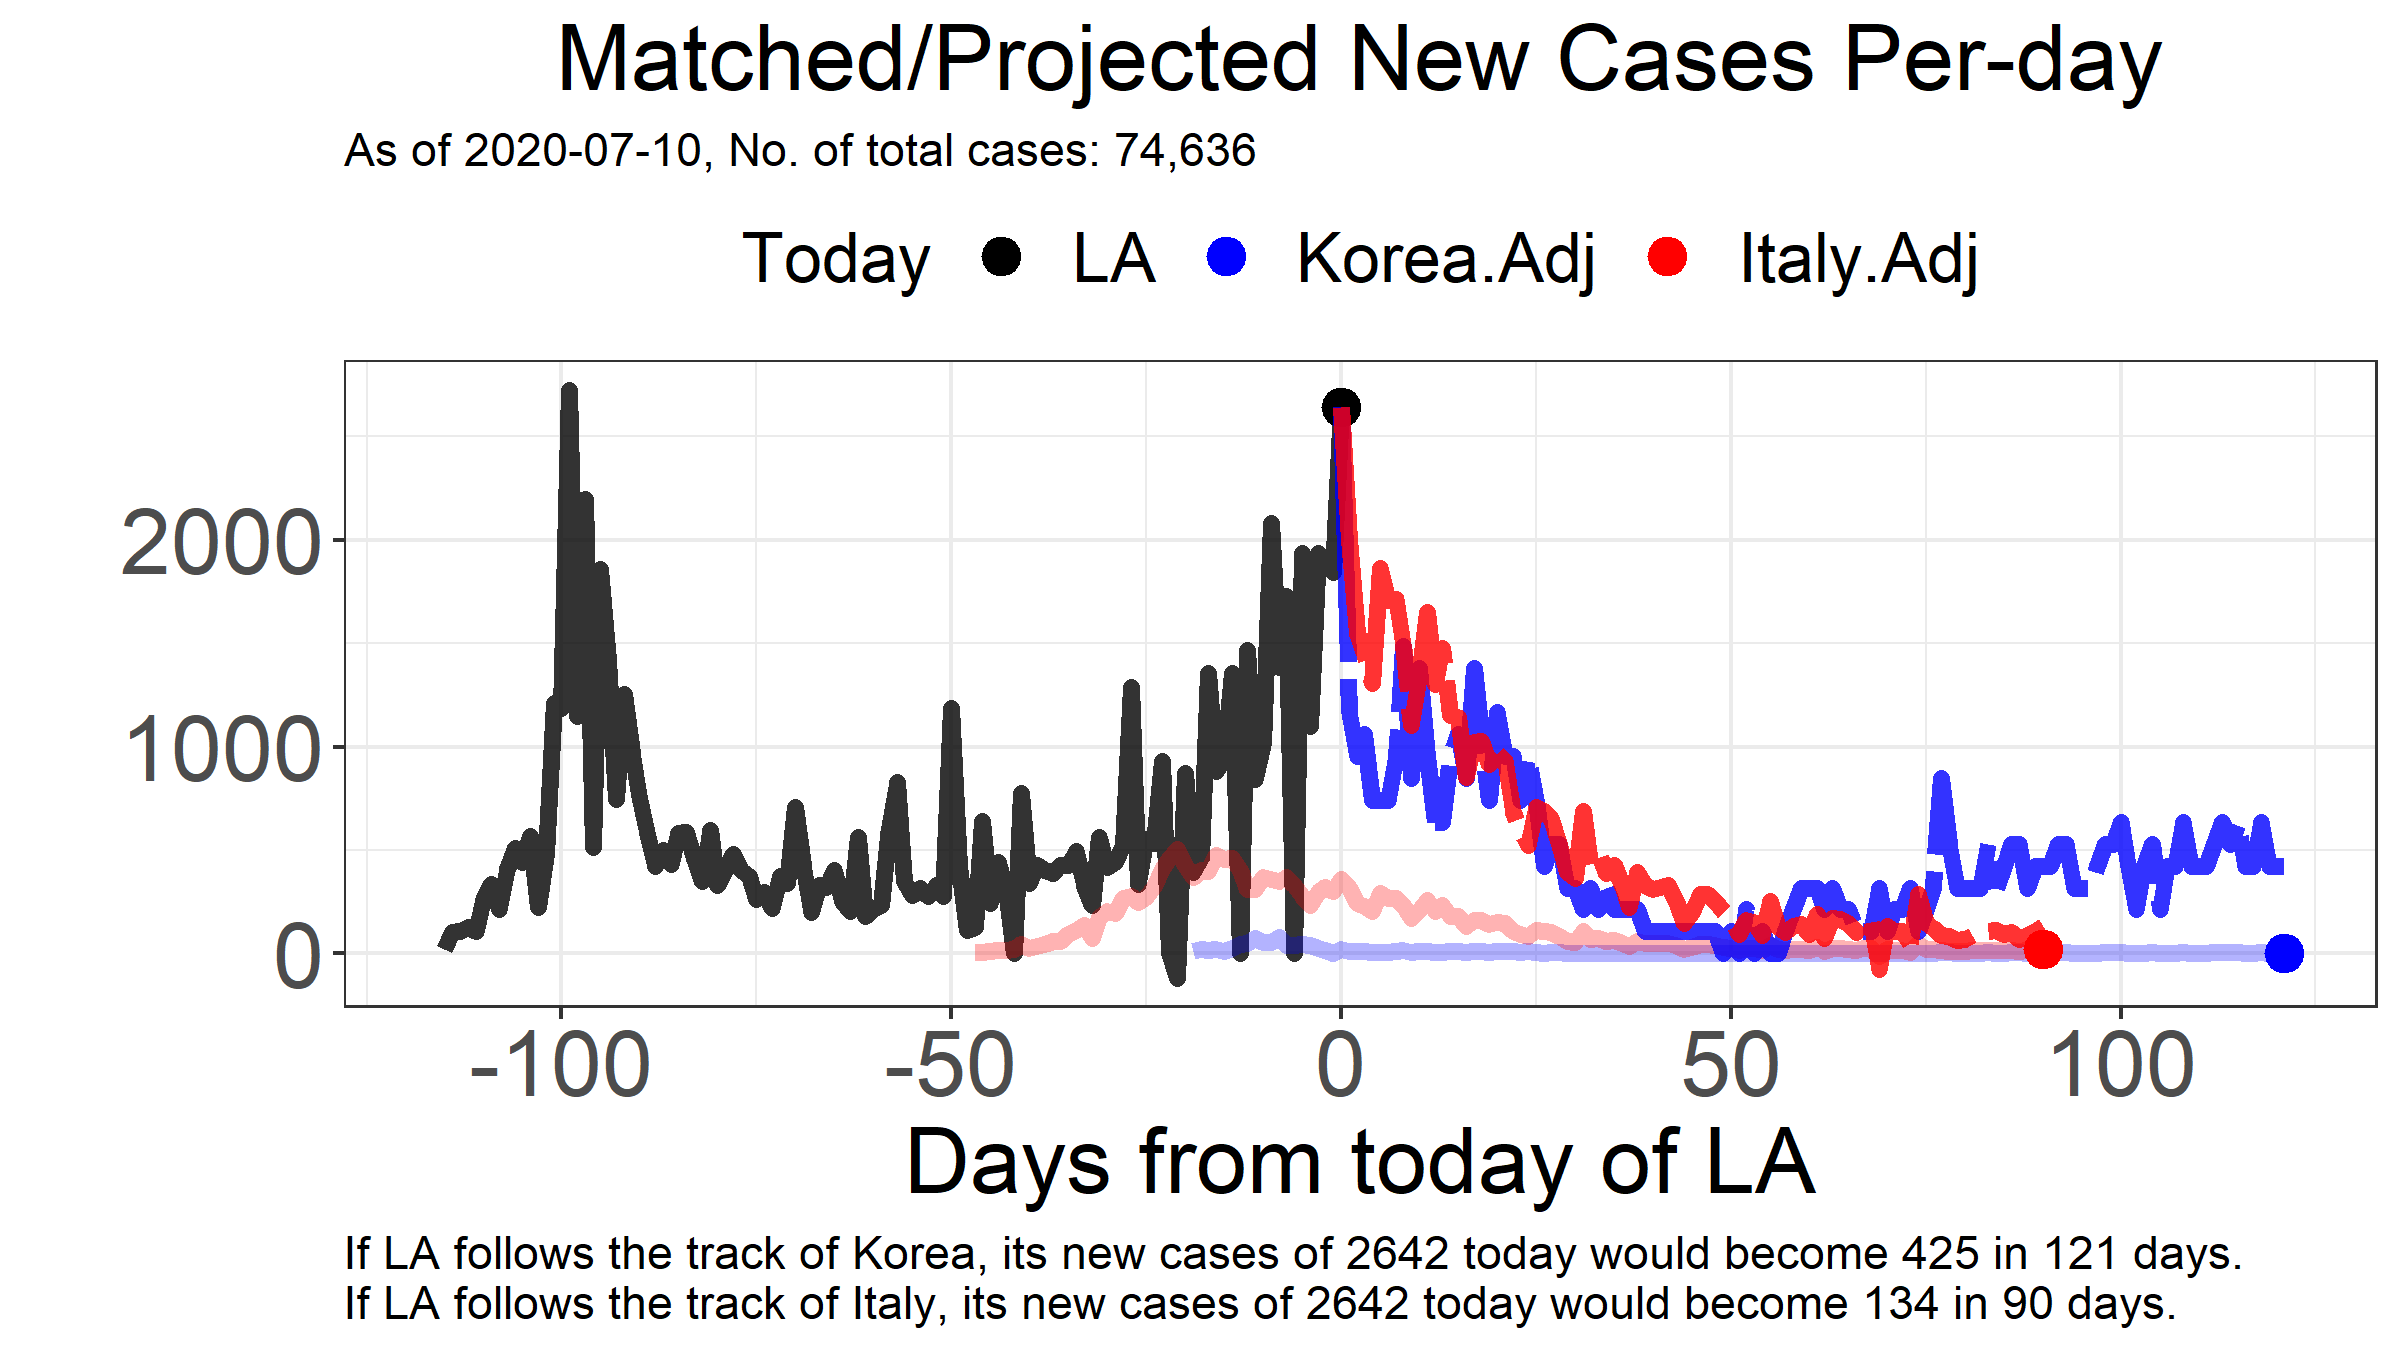 Matched/Projected New Cases Per-day
As of 2020-07-10, No. of total cases: 74,636
Today LA Korea.Adj Italy.Adj
2000
1000
0
-100 -50 0 50 100
Days from today of LA
If LA follows the track of Korea, its new cases of 2642 today would become 425 in 121 days.
If LA follows the track of Italy, its new cases of 2642 today would become 134 in 90 days.